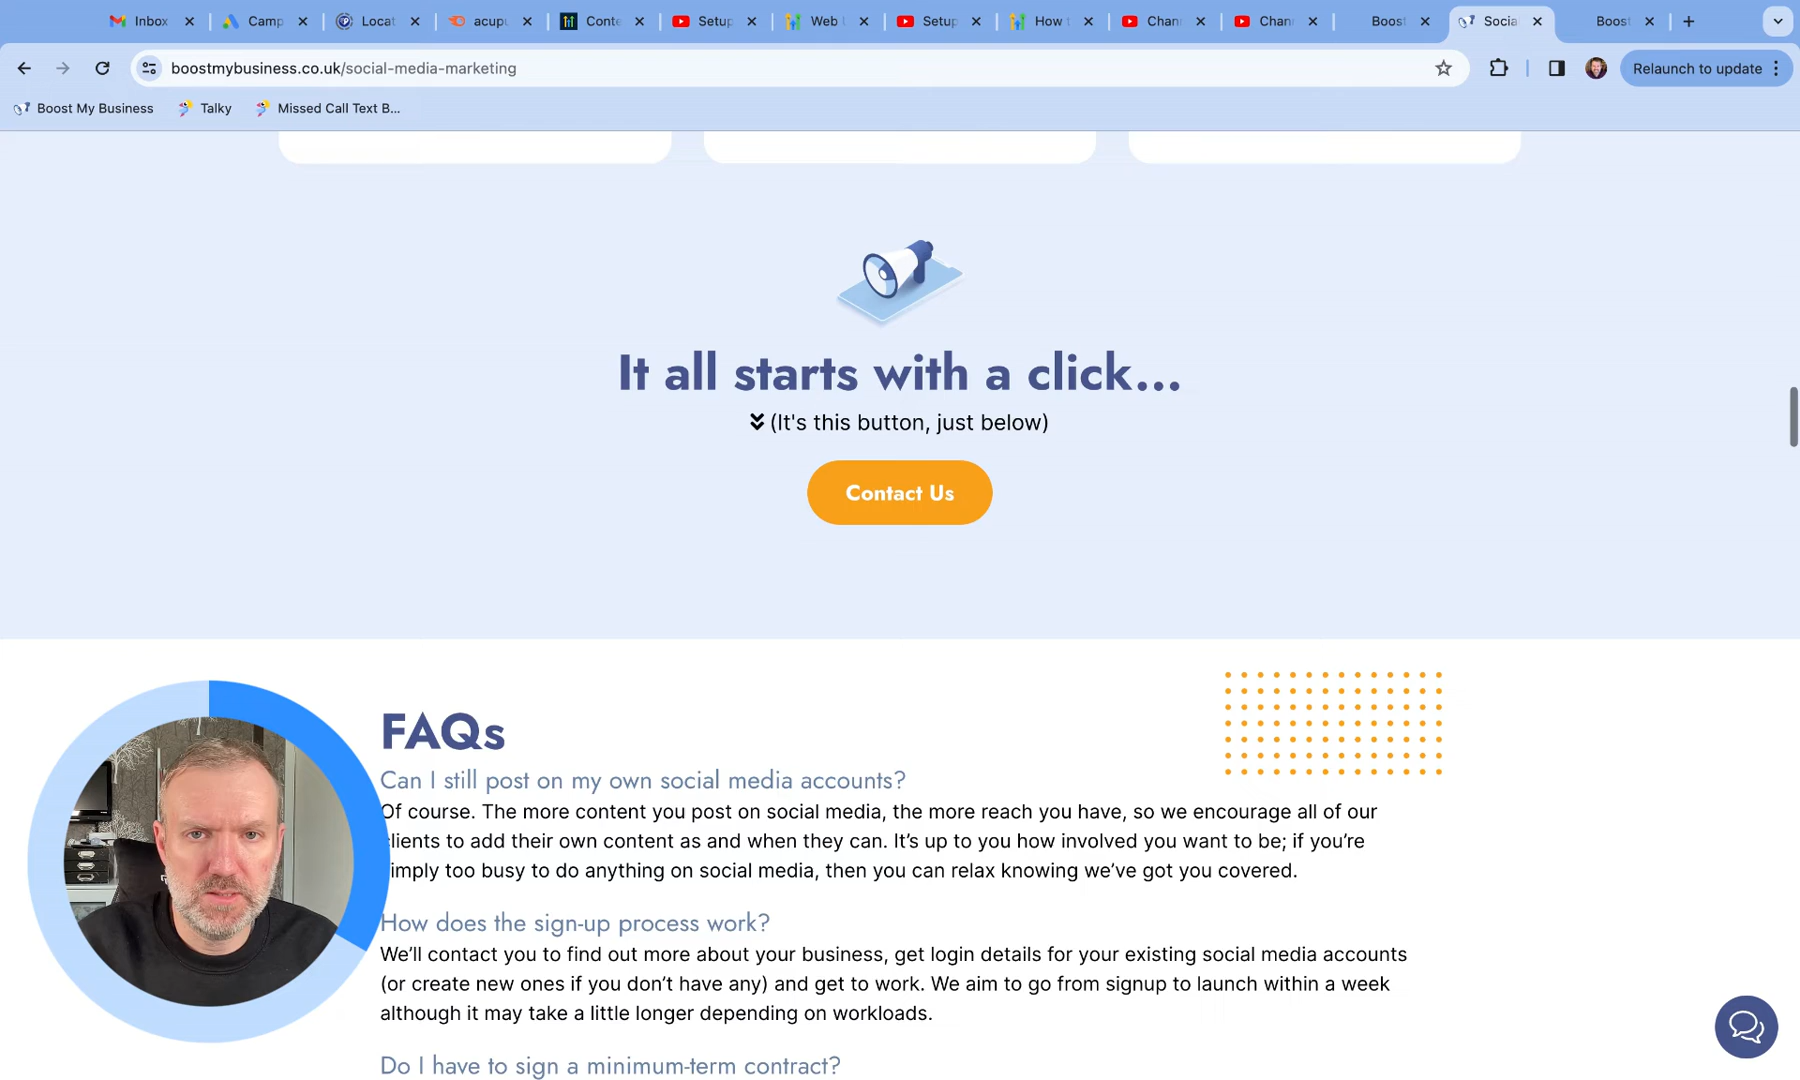 Inbox
Camp
Locat
acupu
Conte
Setup
Web
Setup
How t
Chan
Chan
Boost
Socia
Boost
boostmybusiness.co.uk/social-media-marketing
Relaunch to update
Boost My Business
Talky
Missed Call Text B...
It all starts with a click...
(It's this button, just below)
Contact Us
FAQs
Can I still post on my own social media accounts?
Of course. The more content you post on social media, the more reach you have, so we encourage all of our
clients to add their own content as and when they can. It’s up to you how involved you want to be; if you’re
simply too busy to do anything on social media, then you can relax knowing we’ve got you covered.
How does the sign-up process work?
We’ll contact you to find out more about your business, get login details for your existing social media accounts
(or create new ones if you don’t have any) and get to work. We aim to go from signup to launch within a week
although it may take a little longer depending on workloads.
Do I have to sign a minimum-term contract?